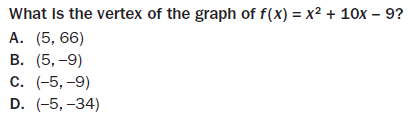 What is the vertex of the graph of f(x) = x² + 10x – 9?
A. (5, 66)
B. (5, –9)
C. (–5, –9)
D. (–5, –34)